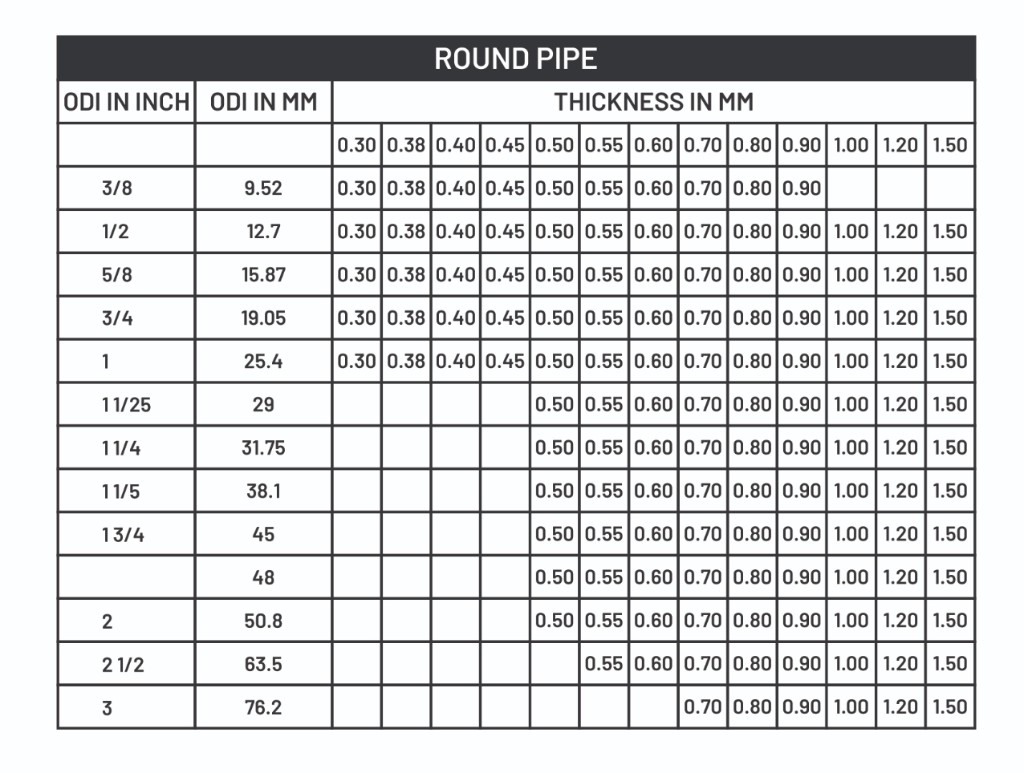 ROUND PIPE
ODI IN INCH ODI IN MM THICKNESS IN MM
0.30 0.38 0.40 0.45 0.50 0.55 0.60 0.70 0.80 0.90 1.00 1.20 1.50
3/8 9.52 0.30 0.38 0.40 0.45 0.50 0.55 0.60 0.70 0.80 0.90
1/2 12.7 0.30 0.38 0.40 0.45 0.50 0.55 0.60 0.70 0.80 0.90 1.00 1.20 1.50
5/8 15.87 0.30 0.38 0.40 0.45 0.50 0.55 0.60 0.70 0.80 0.90 1.00 1.20 1.50
3/4 19.05 0.30 0.38 0.40 0.45 0.50 0.55 0.60 0.70 0.80 0.90 1.00 1.20 1.50
1 25.4 0.30 0.38 0.40 0.45 0.50 0.55 0.60 0.70 0.80 0.90 1.00 1.20 1.50
1 1/25 29 0.50 0.55 0.60 0.70 0.80 0.90 1.00 1.20 1.50
1 1/4 31.75 0.50 0.55 0.60 0.70 0.80 0.90 1.00 1.20 1.50
1 1/5 38.1 0.50 0.55 0.60 0.70 0.80 0.90 1.00 1.20 1.50
1 3/4 45 0.50 0.55 0.60 0.70 0.80 0.90 1.00 1.20 1.50
48 0.50 0.55 0.60 0.70 0.80 0.90 1.00 1.20 1.50
2 50.8 0.50 0.55 0.60 0.70 0.80 0.90 1.00 1.20 1.50
2 1/2 63.5 0.55 0.60 0.70 0.80 0.90 1.00 1.20 1.50
3 76.2 0.70 0.80 0.90 1.00 1.20 1.50